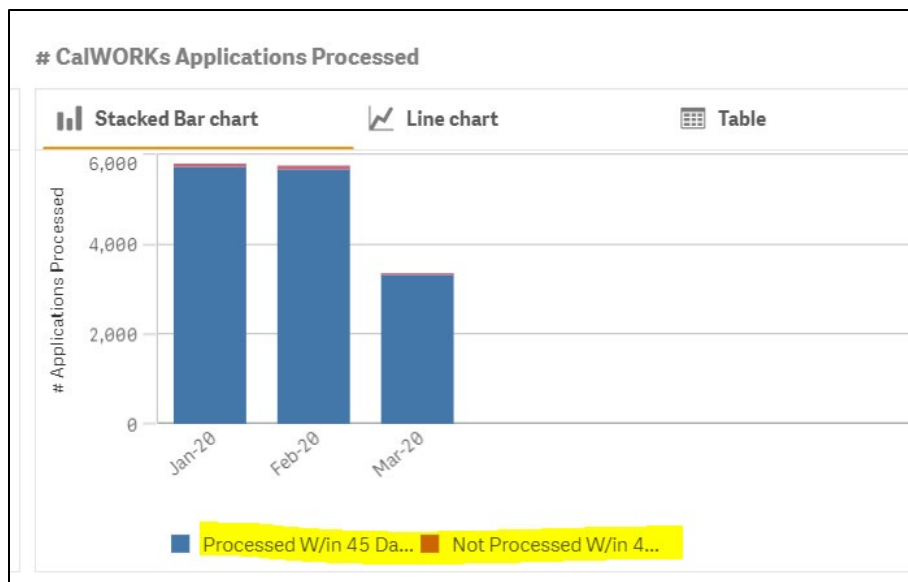 # CalWORKs Applications Processed
Stacked Bar chart
Line chart
Table
# Applications Processed
6,000
4,000
2,000
0
Jan-20
Feb-20
Mar-20
Processed W/in 45 Da...
Not Processed W/in 4...